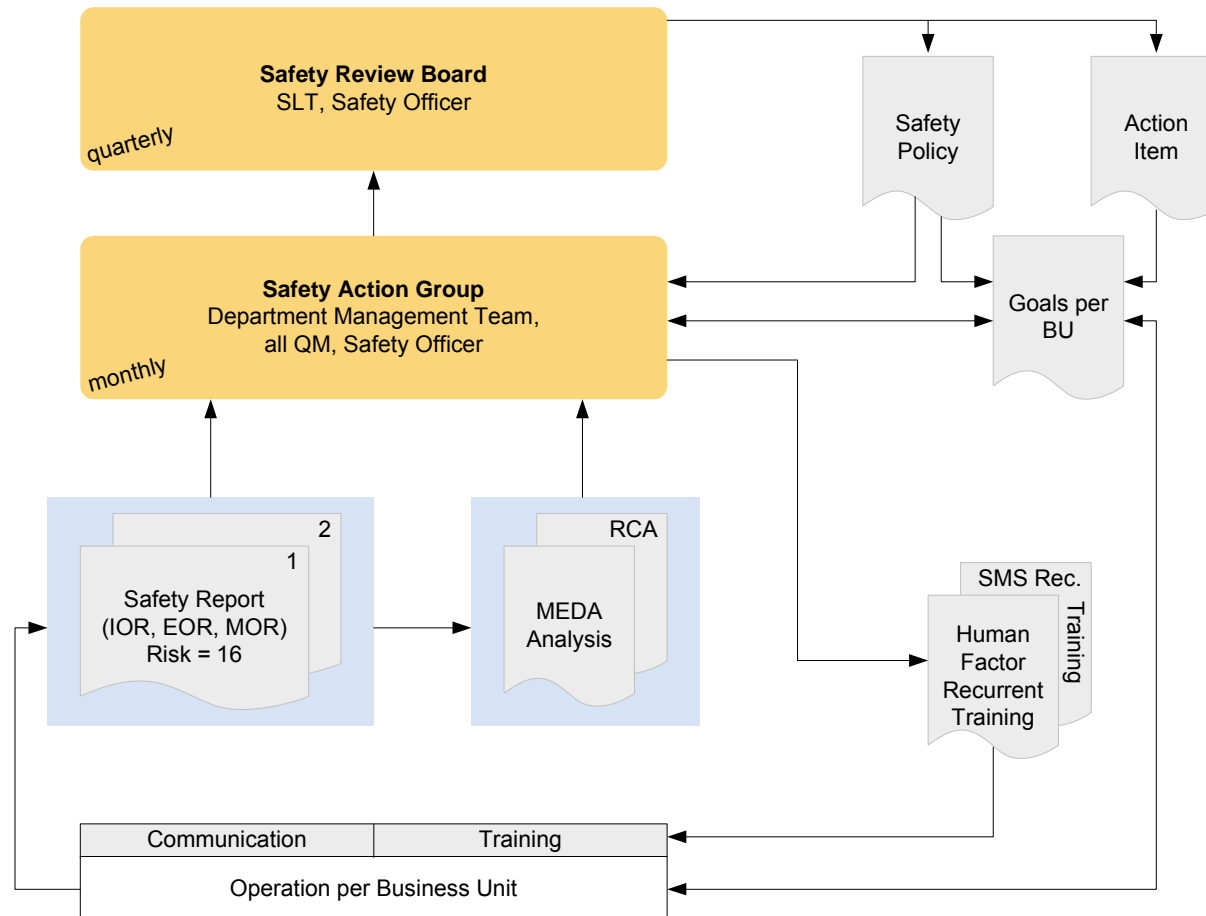 Safety Review Board
SLT, Safety Officer
quarterly
Safety
Policy
Action
Item
Safety Action Group
Department Management Team,
all QM, Safety Officer
monthly
Goals per
BU
2
1
Safety Report
(IOR, EOR, MOR)
Risk = 16
RCA
MEDA
Analysis
SMS Rec.
Training
Human
Factor
Recurrent
Training
Communication
Training
Operation per Business Unit